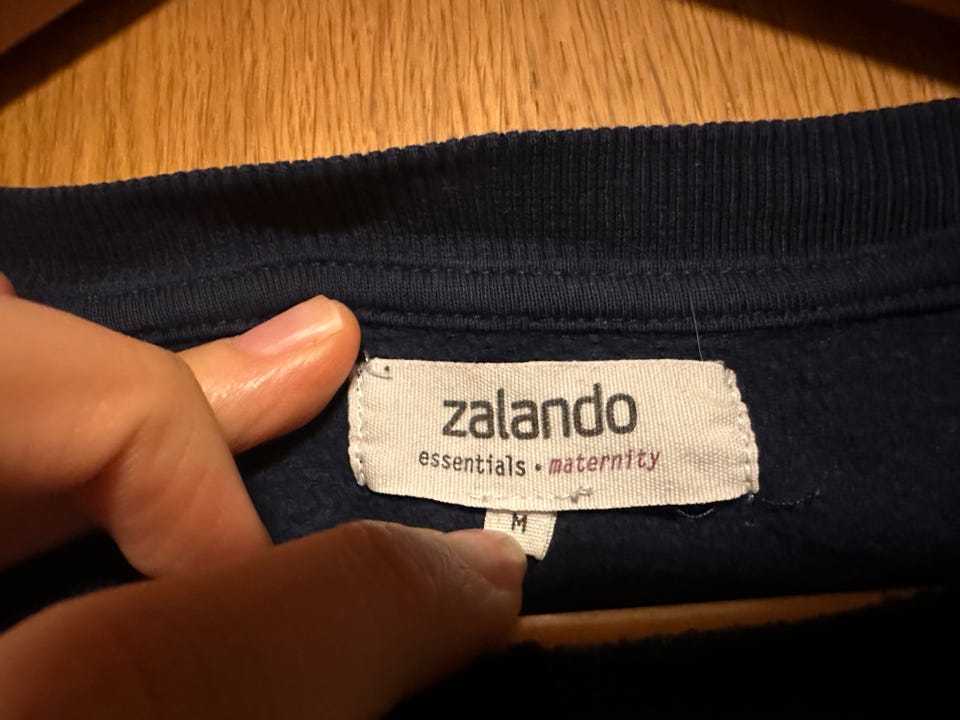 zalando
essentials • maternity
M